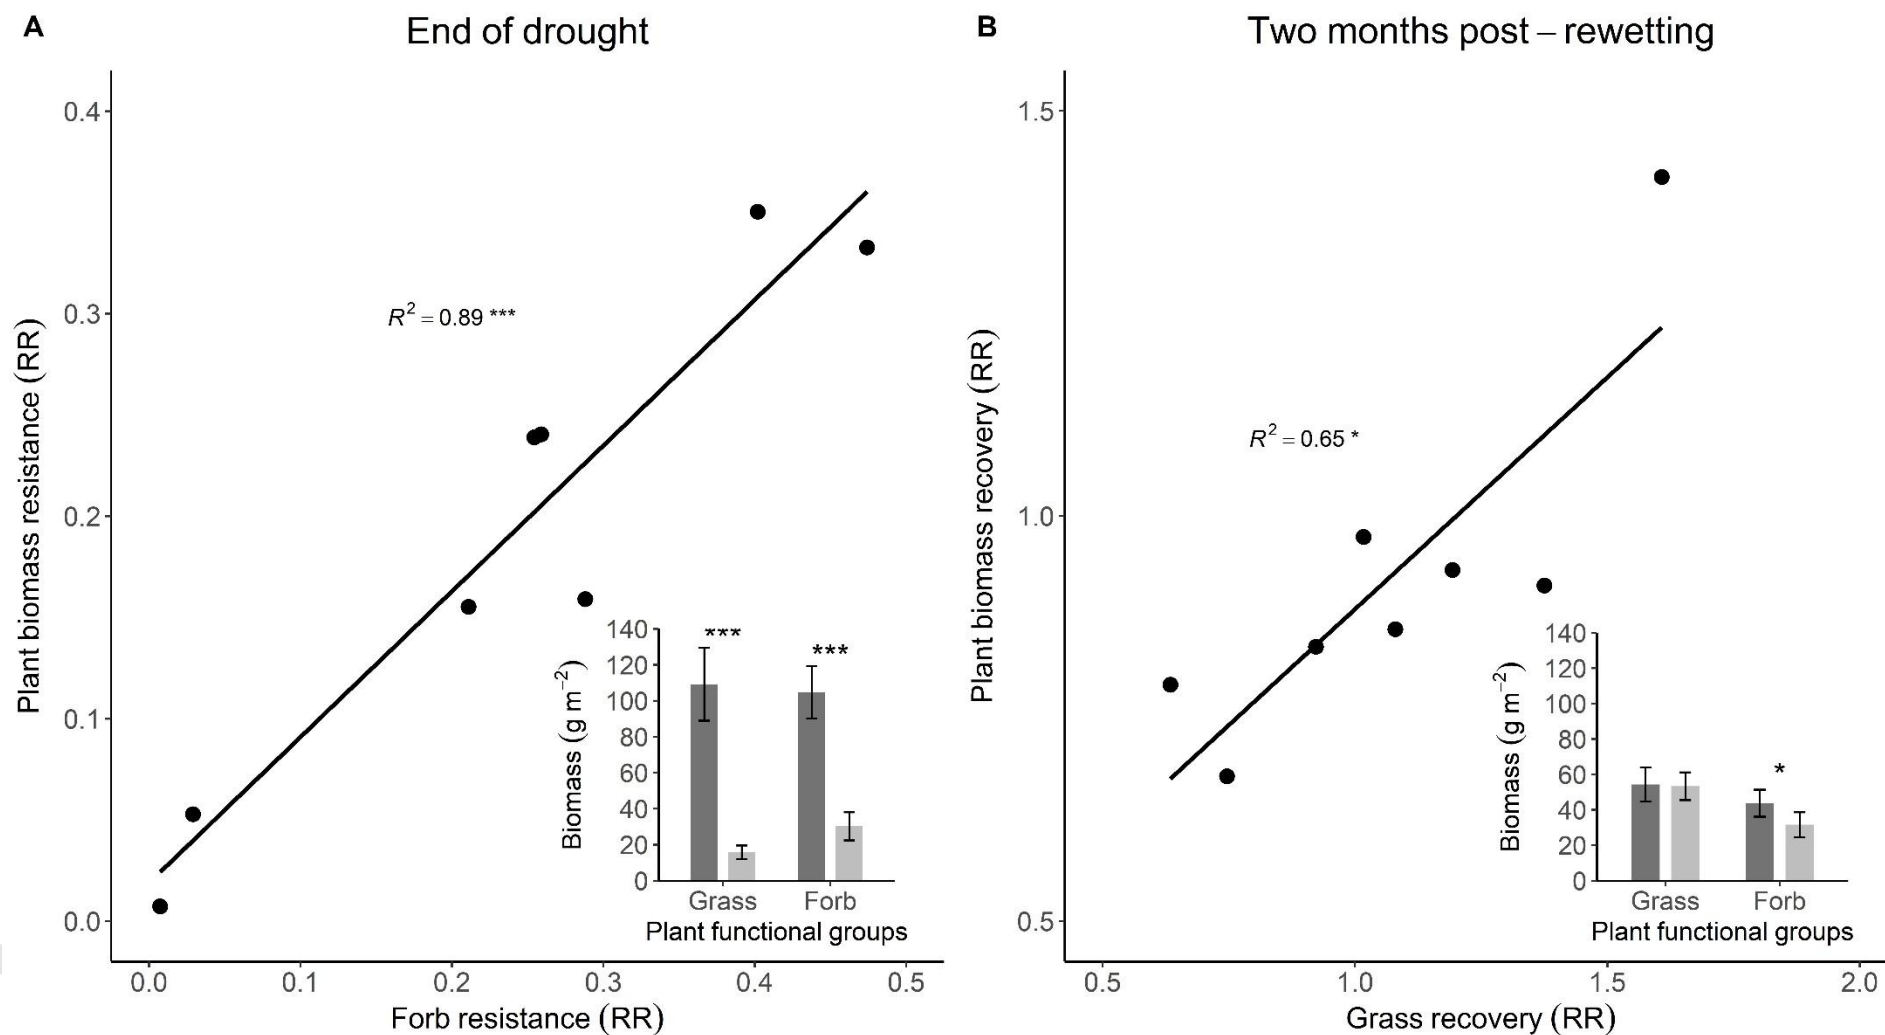 A
End of drought
0.4
0.3
0.2
0.1
0.0
Plant biomass resistance (RR)
R² = 0.89 ***
0.0 0.1 0.2 0.3 0.4 0.5
Forb resistance (RR)
140
120
100
80
60
40
20
0
Biomass (g m⁻²)
***
***
Grass Forb
Plant functional groups
B
Two months post – rewetting
1.5
1.0
0.5
Plant biomass recovery (RR)
R² = 0.65 *
0.5 1.0 1.5 2.0
Grass recovery (RR)
140
120
100
80
60
40
20
0
Biomass (g m⁻²)
*
Grass Forb
Plant functional groups